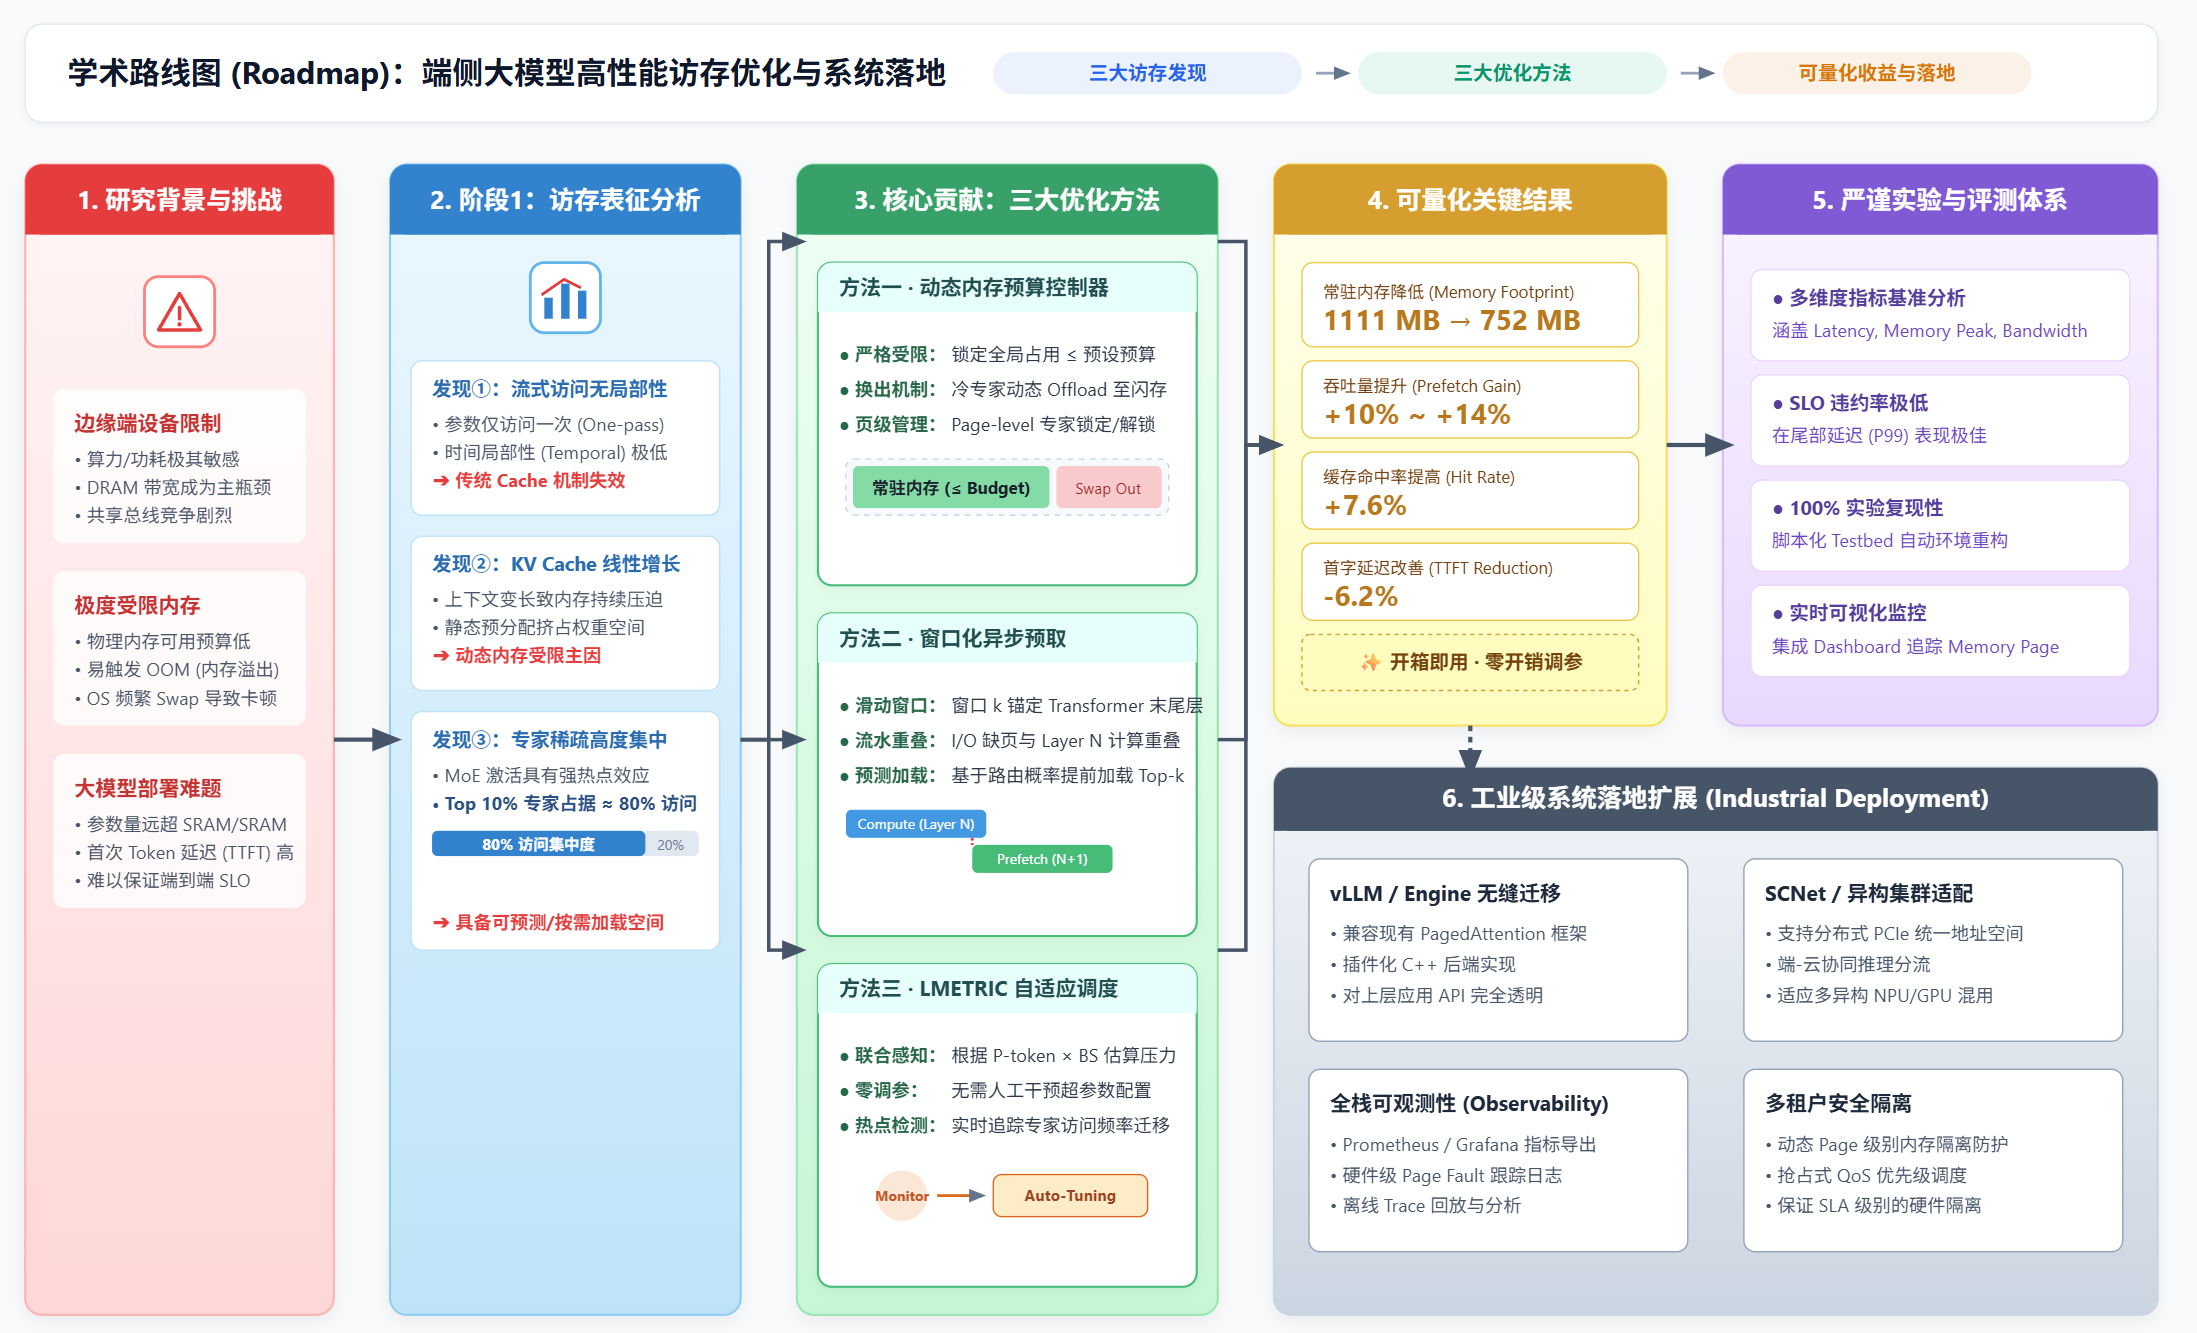 学术路线图 (Roadmap)：端侧大模型高性能访存优化与系统落地
三大访存发现
三大优化方法
可量化收益与落地
1. 研究背景与挑战
边缘端设备限制
• 算力/功耗极其敏感
• DRAM 带宽成为主瓶颈
• 共享总线竞争剧烈
极度受限内存
• 物理内存可用预算低
• 易触发 OOM (内存溢出)
• OS 频繁 Swap 导致卡顿
大模型部署难题
• 参数量远超 SRAM/SRAM
• 首次 Token 延迟 (TTFT) 高
• 难以保证端到端 SLO
2. 阶段1：访存表征分析
发现①：流式访问无局部性
• 参数仅访问一次 (One-pass)
• 时间局部性 (Temporal) 极低
➔ 传统 Cache 机制失效
发现②：KV Cache 线性增长
• 上下文变长致内存持续压迫
• 静态预分配挤占权重空间
➔ 动态内存受限主因
发现③：专家稀疏高度集中
• MoE 激活具有强热点效应
• Top 10% 专家占据 ≈ 80% 访问
80% 访问集中度
20%
➔ 具备可预测/按需加载空间
3. 核心贡献：三大优化方法
方法一 · 动态内存预算控制器
● 严格受限： 锁定全局占用 ≤ 预设预算
● 换出机制： 冷专家动态 Offload 至闪存
● 页级管理： Page-level 专家锁定/解锁
常驻内存 (≤ Budget)
Swap Out
方法二 · 窗口化异步预取
● 滑动窗口： 窗口 k 锚定 Transformer 末尾层
● 流水重叠： I/O 缺页与 Layer N 计算重叠
● 预测加载： 基于路由概率提前加载 Top-k
Compute (Layer N)
Prefetch (N+1)
方法三 · LMETRIC 自适应调度
● 联合感知： 根据 P-token × BS 估算压力
● 零调参： 无需人工干预超参数配置
● 热点检测： 实时追踪专家访问频率迁移
Monitor
Auto-Tuning
4. 可量化关键结果
常驻内存降低 (Memory Footprint)
1111 MB → 752 MB
吞吐量提升 (Prefetch Gain)
+10% ~ +14%
缓存命中率提高 (Hit Rate)
+7.6%
首字延迟改善 (TTFT Reduction)
-6.2%
✨ 开箱即用 · 零开销调参
5. 严谨实验与评测体系
● 多维度指标基准分析
涵盖 Latency, Memory Peak, Bandwidth
● SLO 违约率极低
在尾部延迟 (P99) 表现极佳
● 100% 实验复现性
脚本化 Testbed 自动环境重构
● 实时可视化监控
集成 Dashboard 追踪 Memory Page
6. 工业级系统落地扩展 (Industrial Deployment)
vLLM / Engine 无缝迁移
• 兼容现有 PagedAttention 框架
• 插件化 C++ 后端实现
• 对上层应用 API 完全透明
SCNet / 异构集群适配
• 支持分布式 PCIe 统一地址空间
• 端-云协同推理分流
• 适应多异构 NPU/GPU 混用
全栈可观测性 (Observability)
• Prometheus / Grafana 指标导出
• 硬件级 Page Fault 跟踪日志
• 离线 Trace 回放与分析
多租户安全隔离
• 动态 Page 级别内存隔离防护
• 抢占式 QoS 优先级调度
• 保证 SLA 级别的硬件隔离